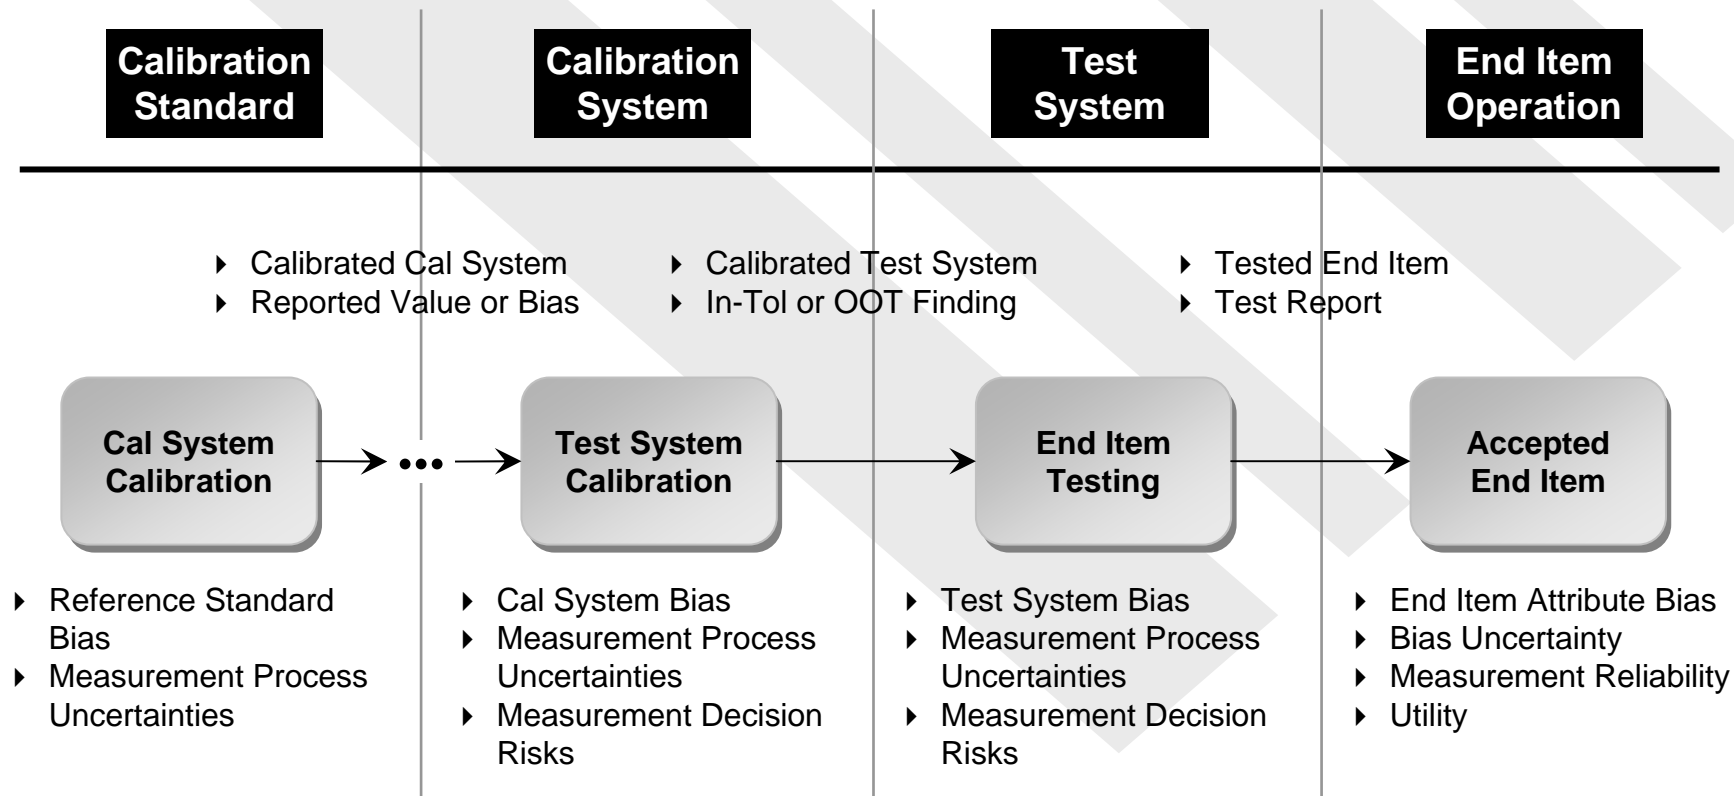 Calibration
Standard
Calibration
System
Test
System
End Item
Operation
Calibrated Cal System
Reported Value or Bias
Calibrated Test System
In-Tol or OOT Finding
Tested End Item
Test Report
Cal System
Calibration
•••
Test System
Calibration
End Item
Testing
Accepted
End Item
Reference Standard
Bias
Measurement Process
Uncertainties
Cal System Bias
Measurement Process
Uncertainties
Measurement Decision
Risks
Test System Bias
Measurement Process
Uncertainties
Measurement Decision
Risks
End Item Attribute Bias
Bias Uncertainty
Measurement Reliability
Utility